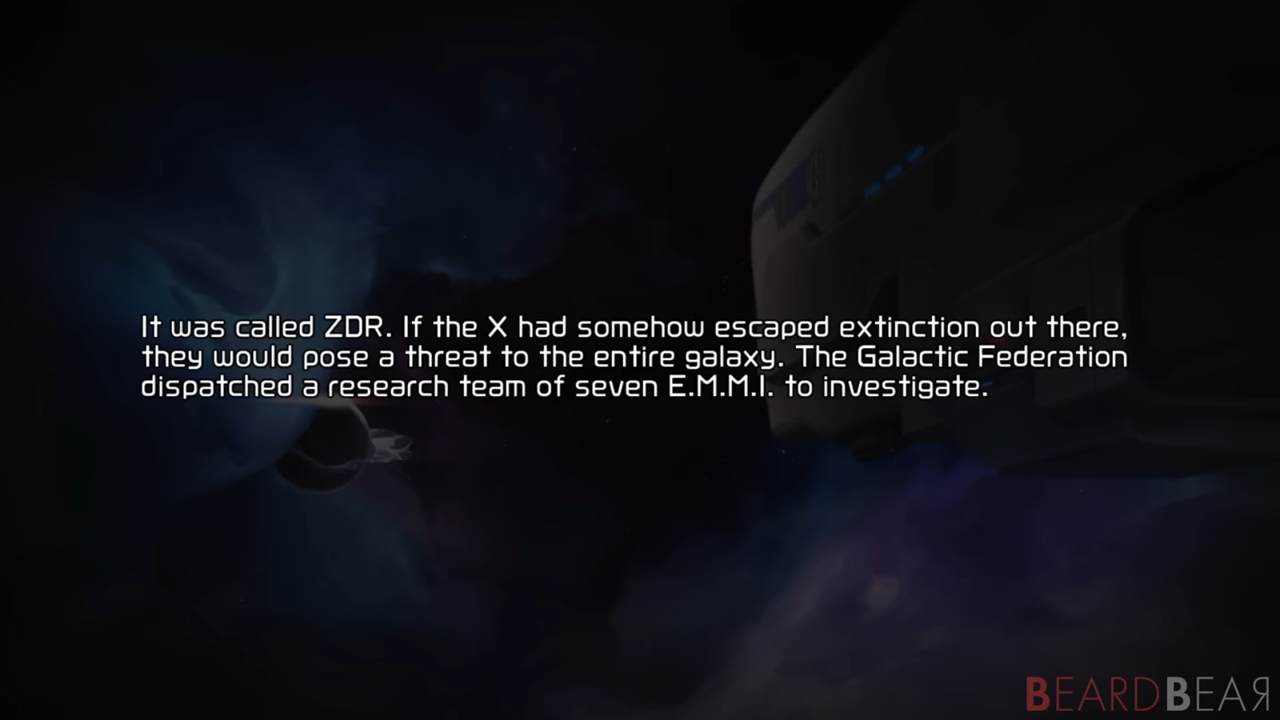 It was called ZDR. If the X had somehow escaped extinction out there,
they would pose a threat to the entire galaxy. The Galactic Federation
dispatched a research team of seven E.M.M.I. to investigate.
BEARDBEAR